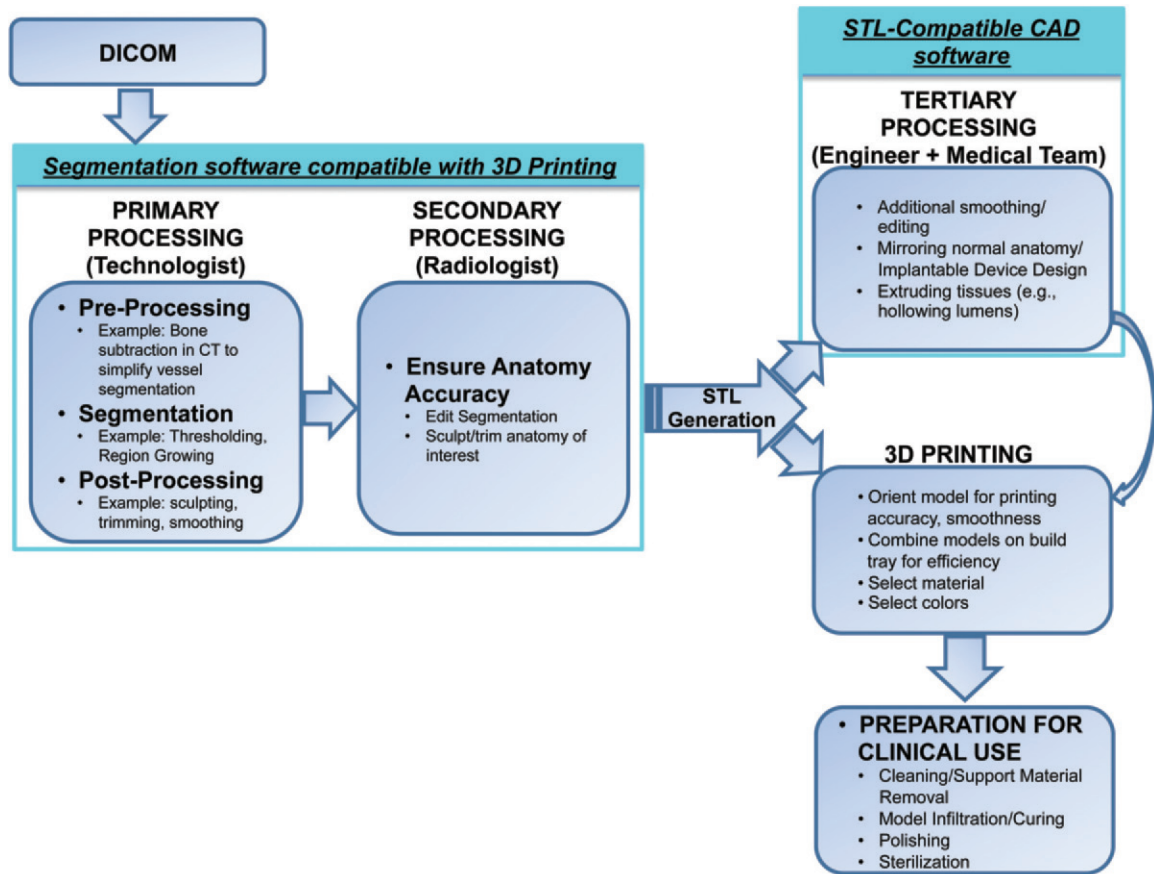 DICOM
Segmentation software compatible with 3D Printing
PRIMARY
PROCESSING
(Technologist)
• Pre-Processing
• Example: Bone
subtraction in CT to
simplify vessel
segmentation
• Segmentation
• Example: Thresholding,
Region Growing
• Post-Processing
• Example: sculpting,
trimming, smoothing
SECONDARY
PROCESSING
(Radiologist)
• Ensure Anatomy
Accuracy
• Edit Segmentation
• Sculpt/trim anatomy of
interest
STL
Generation
STL-Compatible CAD
software
TERTIARY
PROCESSING
(Engineer + Medical Team)
• Additional smoothing/
editing
• Mirroring normal anatomy/
Implantable Device Design
• Extruding tissues (e.g.,
hollowing lumens)
3D PRINTING
• Orient model for printing
accuracy, smoothness
• Combine models on build
tray for efficiency
• Select material
• Select colors
• PREPARATION FOR
CLINICAL USE
• Cleaning/Support Material
Removal
• Model Infiltration/Curing
• Polishing
• Sterilization